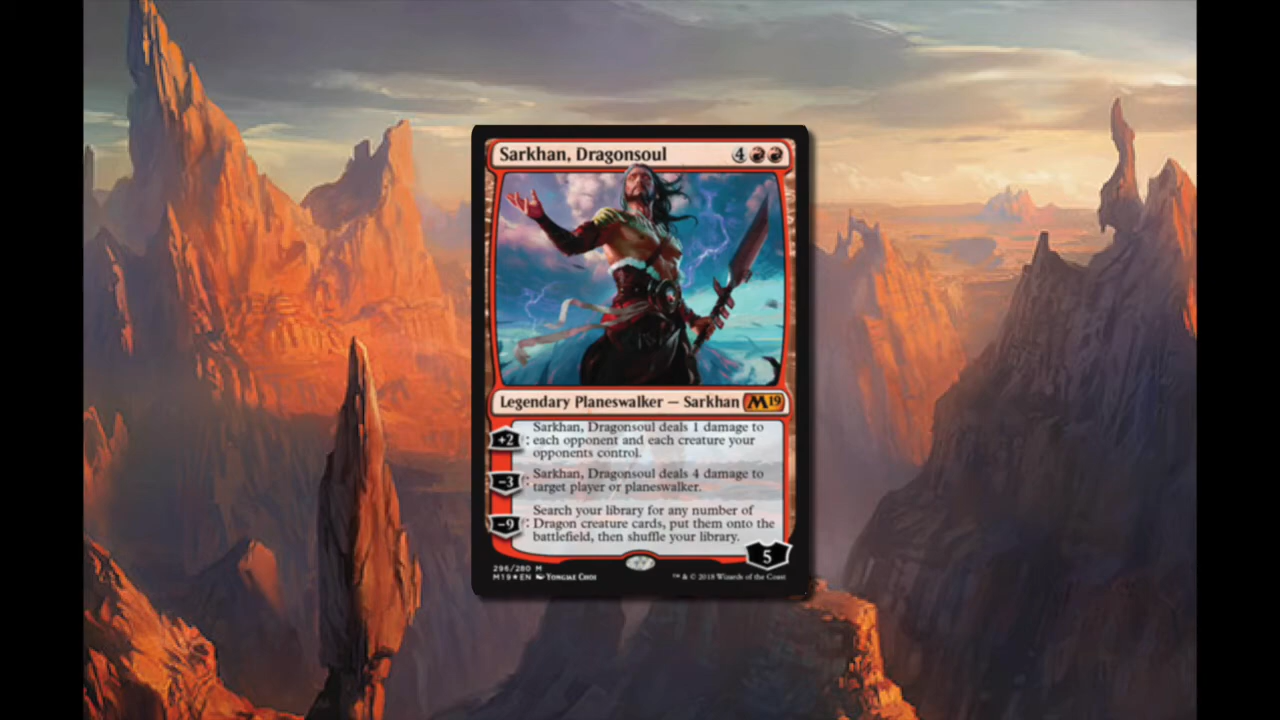 Sarkhan, Dragonsoul 4
Legendary Planeswalker — Sarkhan M19
Sarkhan, Dragonsoul deals 1 damage to
+2 : each opponent and each creature your
opponents control.
Sarkhan, Dragonsoul deals 4 damage to
-3 : target player or planeswalker.
Search your library for any number of
-9 : Dragon creature cards, put them onto the
battlefield, then shuffle your library.
5
296/280 M
M19★EN Yongjae Choi
™ & © 2018 Wizards of the Coast